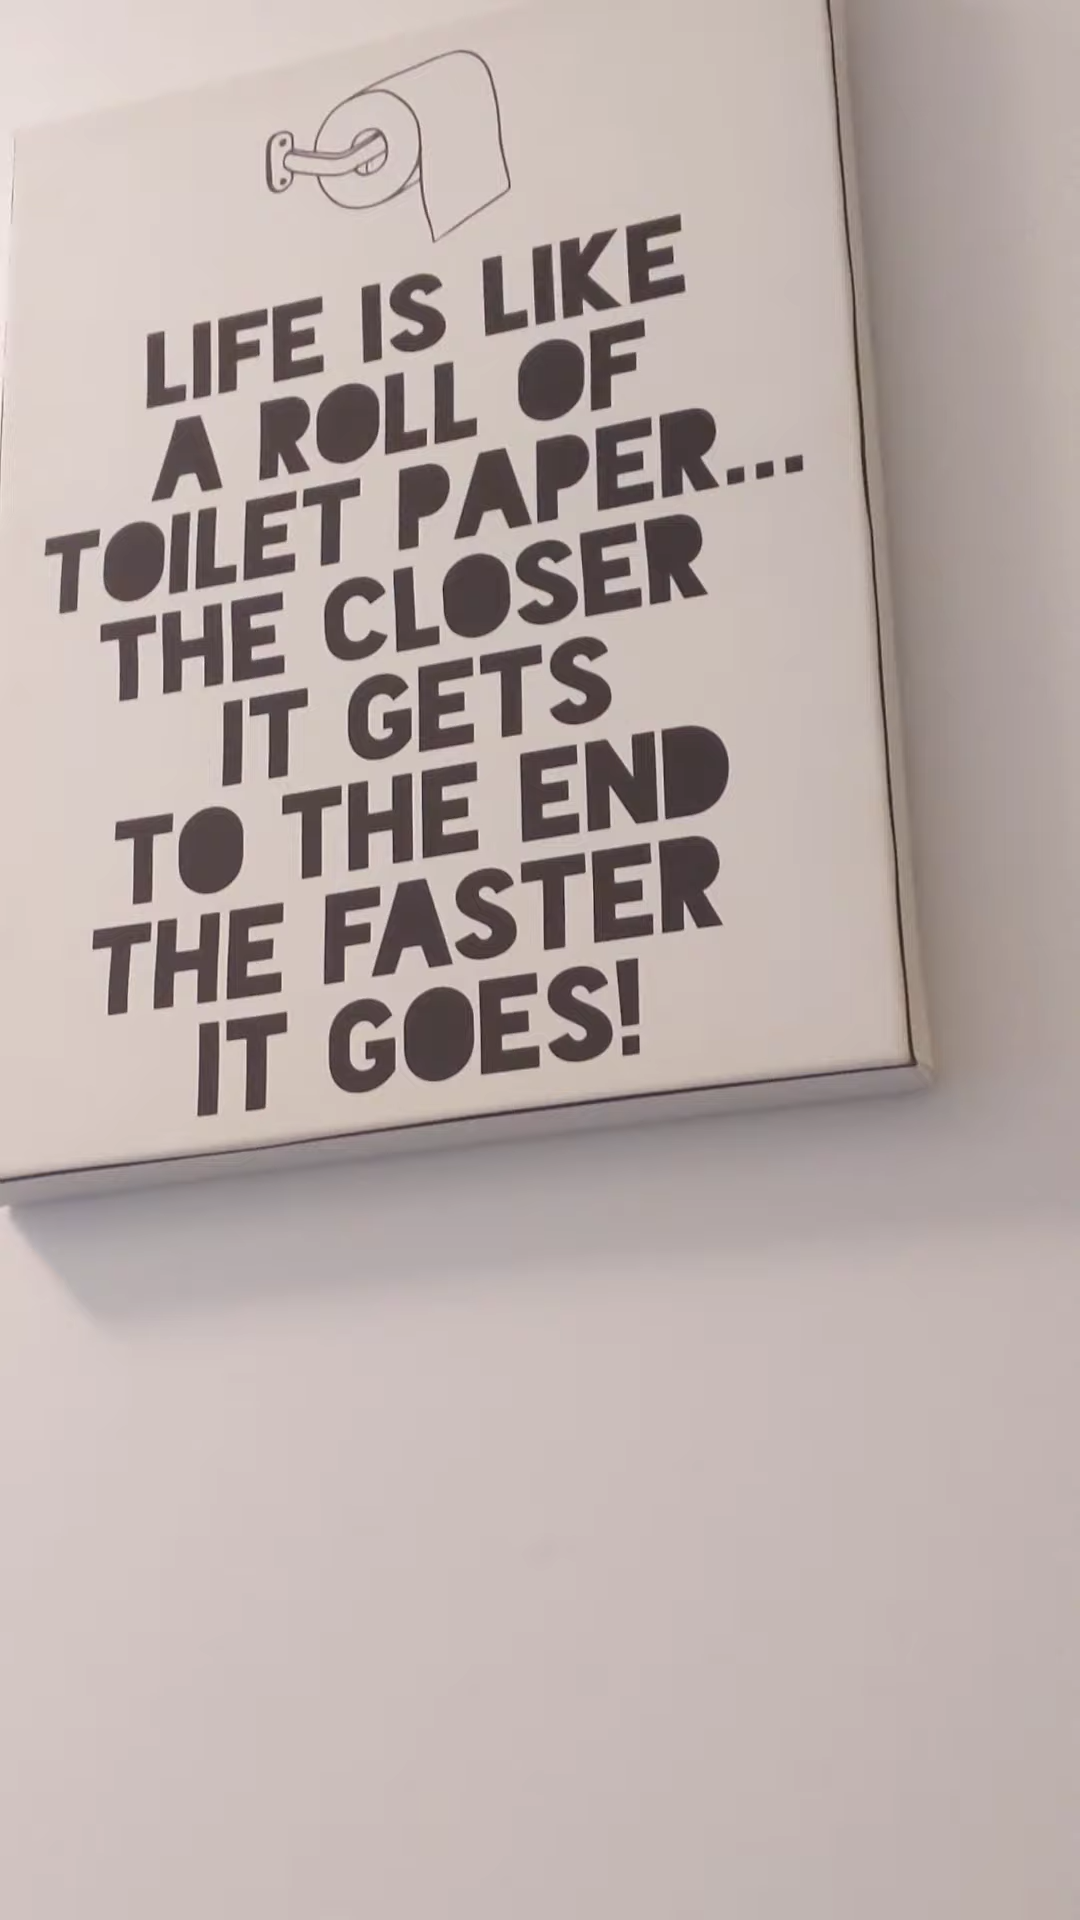 LIFE IS LIKE
A ROLL OF
TOILET PAPER...
THE CLOSER
IT GETS
TO THE END
THE FASTER
IT GOES!